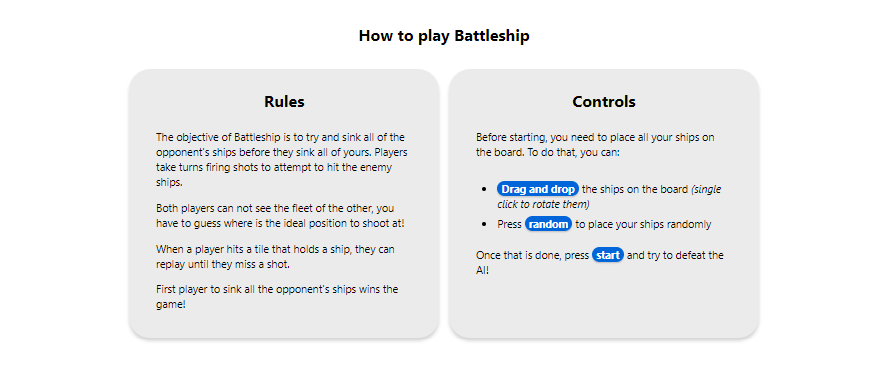 How to play Battleship
Rules
The objective of Battleship is to try and sink all of the
opponent's ships before they sink all of yours. Players
take turns firing shots to attempt to hit the enemy
ships.
Both players can not see the fleet of the other, you
have to guess where is the ideal position to shoot at!
When a player hits a tile that holds a ship, they can
replay until they miss a shot.
First player to sink all the opponent's ships wins the
game!
Controls
Before starting, you need to place all your ships on
the board. To do that, you can:
• Drag and drop the ships on the board (single
click to rotate them)
• Press random to place your ships randomly
Once that is done, press start and try to defeat the
AI!